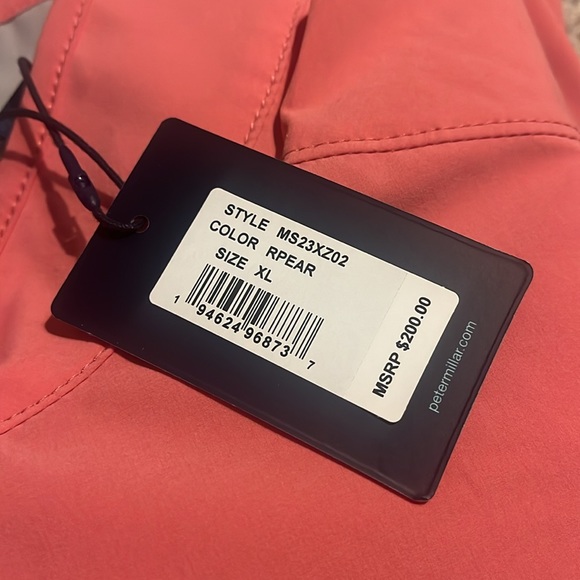 STYLE MS23XZ02
COLOR RPEAR
SIZE XL
1 94624 96873 7
MSRP $200.00
petermillar.com